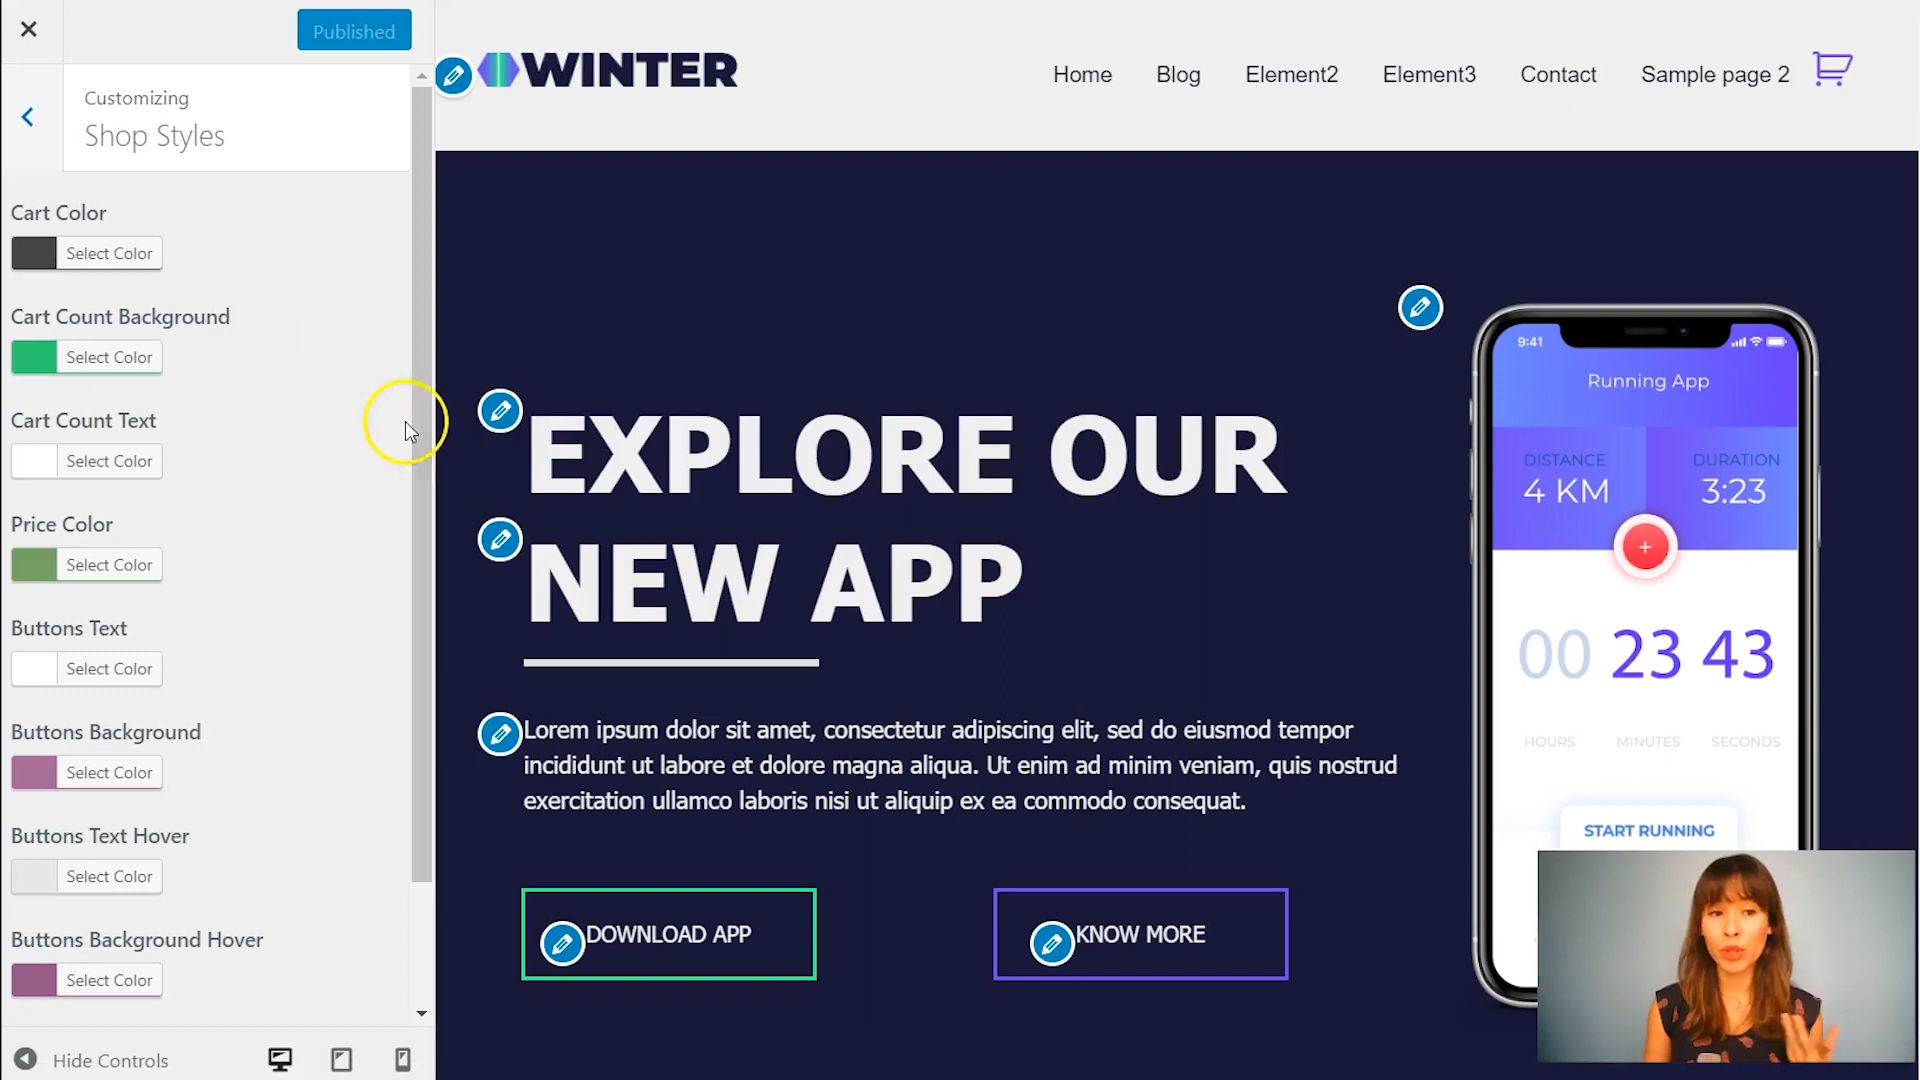 Published
Customizing
Shop Styles
Cart Color
Select Color
Cart Count Background
Select Color
Cart Count Text
Select Color
Price Color
Select Color
Buttons Text
Select Color
Buttons Background
Select Color
Buttons Text Hover
Select Color
Buttons Background Hover
Select Color
Hide Controls
WINTER
Home Blog Element2 Element3 Contact Sample page 2
EXPLORE OUR
NEW APP
Lorem ipsum dolor sit amet, consectetur adipiscing elit, sed do eiusmod tempor
incididunt ut labore et dolore magna aliqua. Ut enim ad minim veniam, quis nostrud
exercitation ullamco laboris nisi ut aliquip ex ea commodo consequat.
DOWNLOAD APP
KNOW MORE
9:41
Running App
DISTANCE DURATION
4 KM 3:23
+
00 23 43
HOURS MINUTES SECONDS
START RUNNING